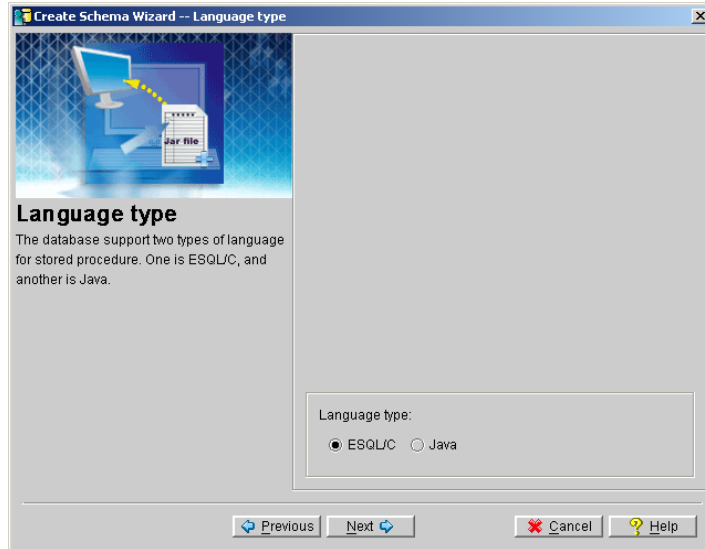 Create Schema Wizard -- Language type
Jar file
Language type
The database support two types of language
for stored procedure. One is ESQL/C, and
another is Java.
Language type:
ESQL/C Java
Previous Next Cancel Help